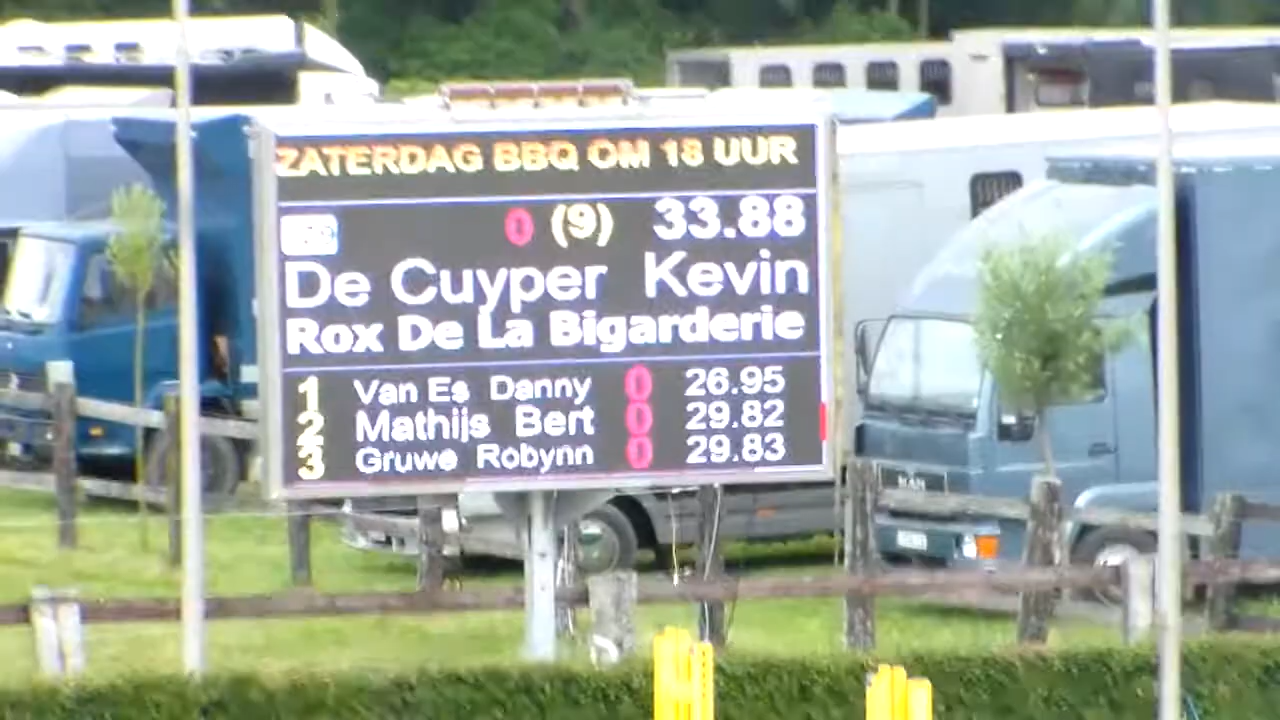 ZATERDAG BBQ OM 18 UUR
0 (9) 33.88
De Cuyper Kevin
Rox De La Bigarderie
1 Van Es Danny 0 26.95
2 Mathijs Bert 0 29.82
3 Gruwe Robynn 0 29.83
MAN